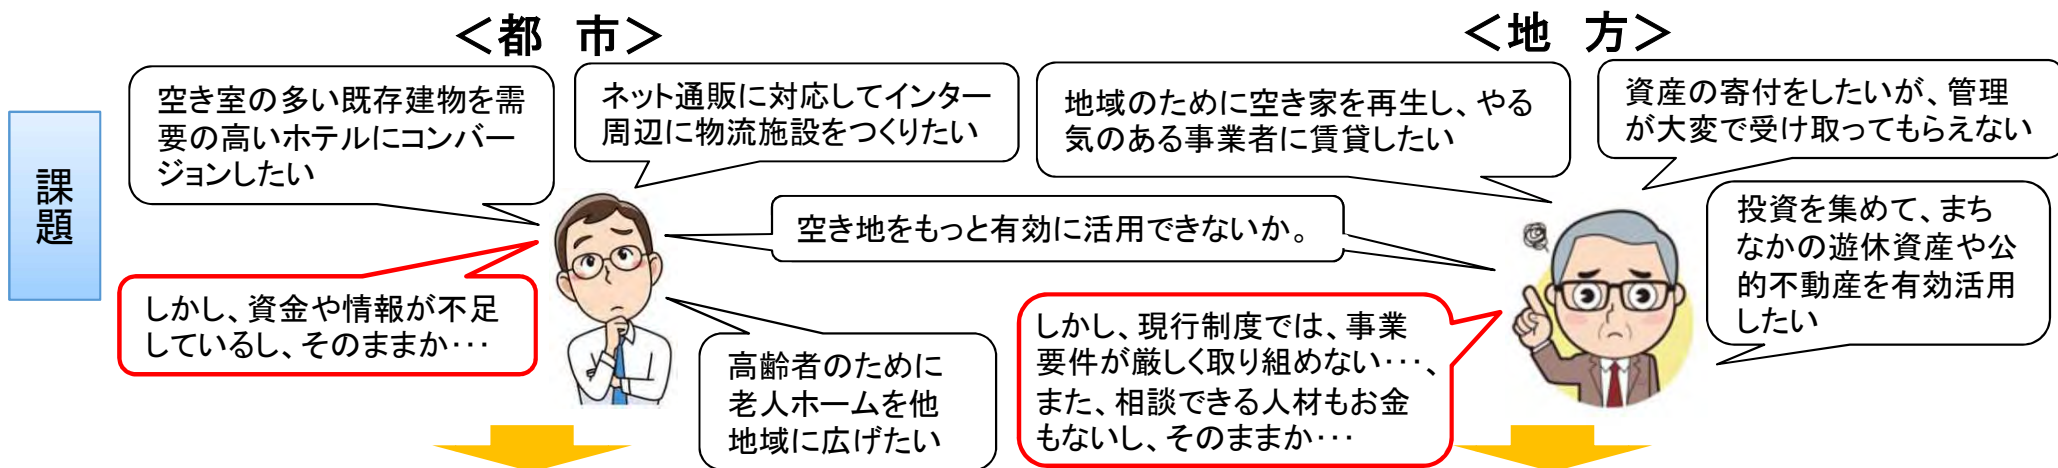 ＜都　市＞
＜地　方＞
課題
空き室の多い既存建物を需
要の高いホテルにコンバー
ジョンしたい
ネット通販に対応してインター
周辺に物流施設をつくりたい
地域のために空き家を再生し、やる
気のある事業者に賃貸したい
資産の寄付をしたいが、管理
が大変で受け取ってもらえない
空き地をもっと有効に活用できないか。
投資を集めて、まち
なかの遊休資産や公
的不動産を有効活用
したい
しかし、資金や情報が不足
しているし、そのままか・・・
高齢者のために
老人ホームを他
地域に広げたい
しかし、現行制度では、事業
要件が厳しく取り組めない・・・、
また、相談できる人材もお金
もないし、そのままか・・・